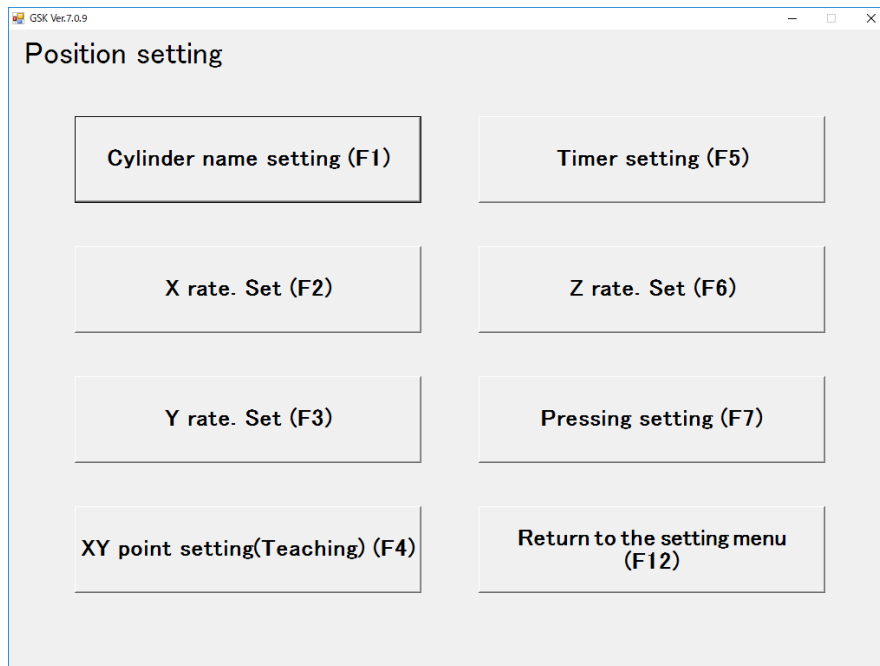 GSK Ver.7.0.9
Position setting
Cylinder name setting (F1)
Timer setting (F5)
X rate. Set (F2)
Z rate. Set (F6)
Y rate. Set (F3)
Pressing setting (F7)
XY point setting(Teaching) (F4)
Return to the setting menu
(F12)